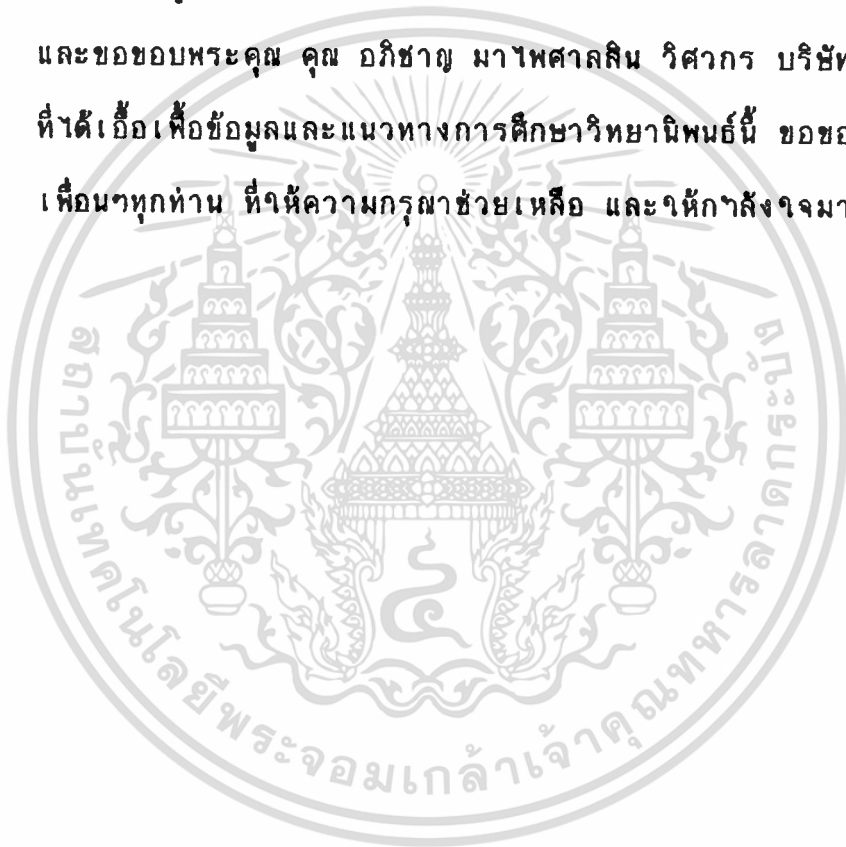 และขอขอบพระคุณ คุณ อภิชาญ มาไพศาลสิน วิศวกร บริษัท
ที่ได้เอื้อเฟื้อข้อมูลและแนวทางการศึกษาวิทยานิพนธ์นี้ ขอขอ
เพื่อนๆทุกท่าน ที่ให้ความกรุณาช่วยเหลือ และให้กำลังใจมา
สถาบันเทคโนโลยีพระจอมเกล้าเจ้าคุณทหารลาดกระบัง